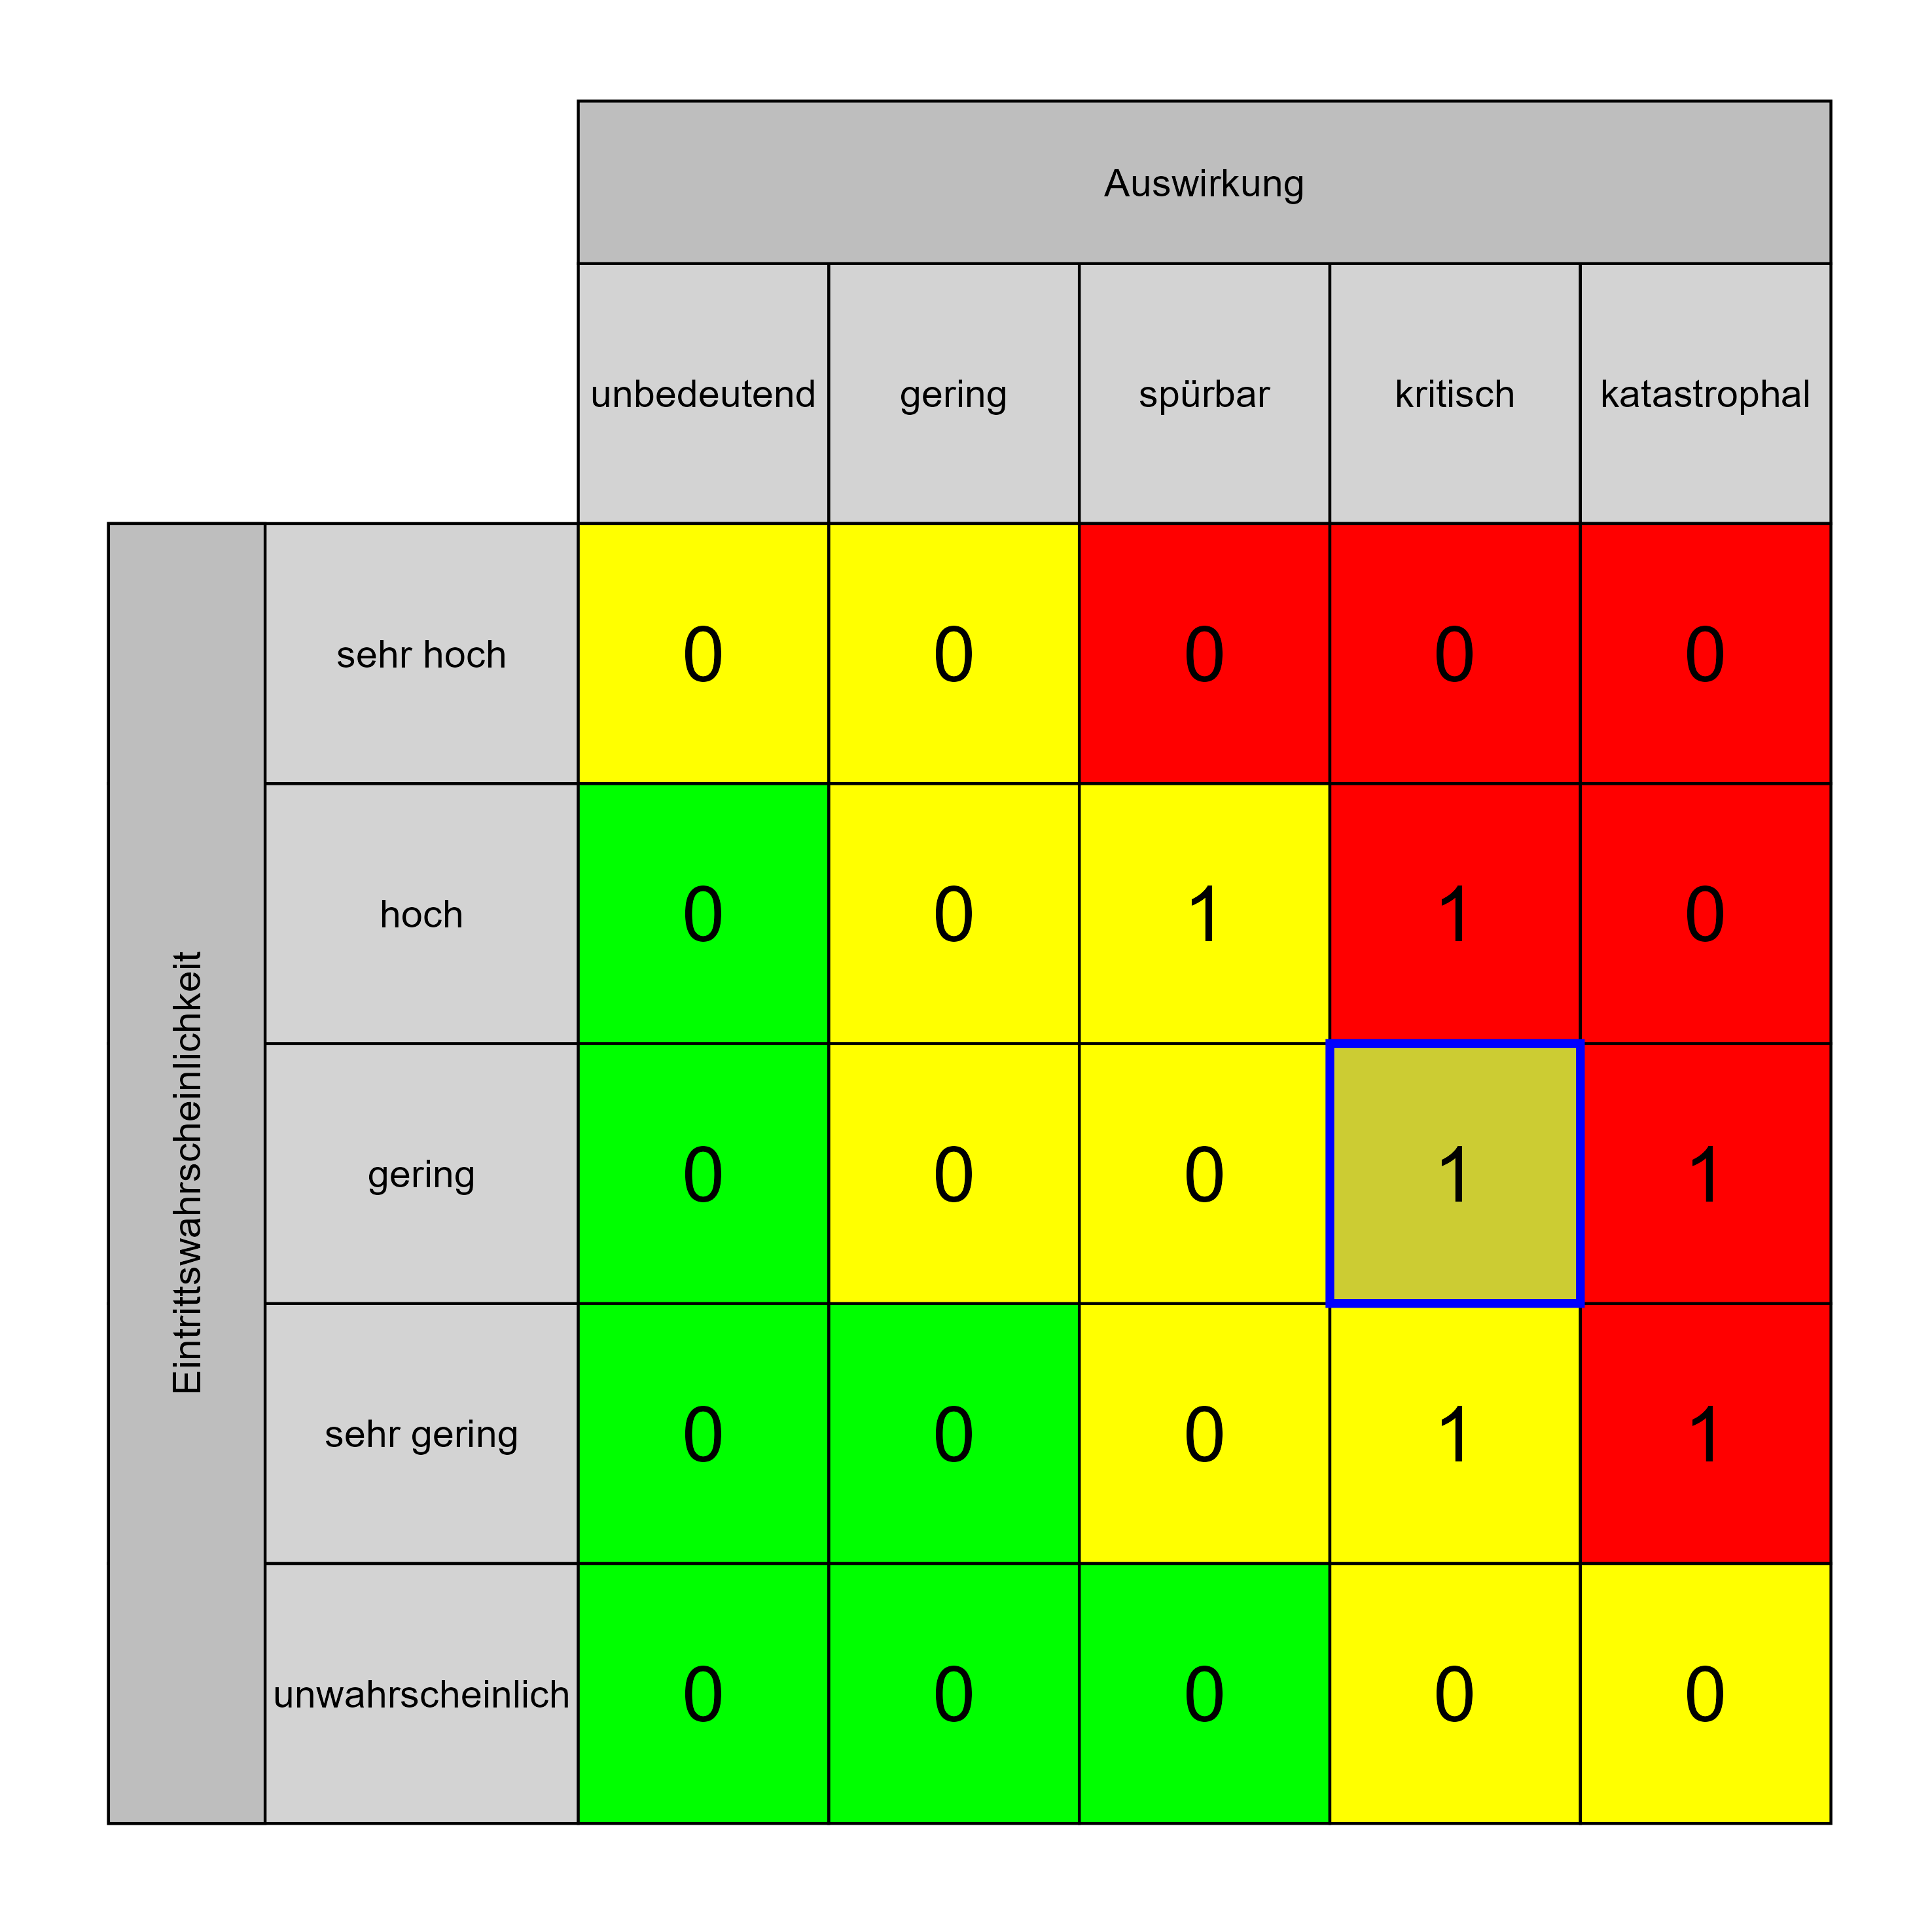 Auswirkung
unbedeutend gering spürbar kritisch katastrophal
Eintrittswahrscheinlichkeit
sehr hoch 0 0 0 0 0
hoch 0 0 1 1 0
gering 0 0 0 1 1
sehr gering 0 0 0 1 1
unwahrscheinlich 0 0 0 0 0